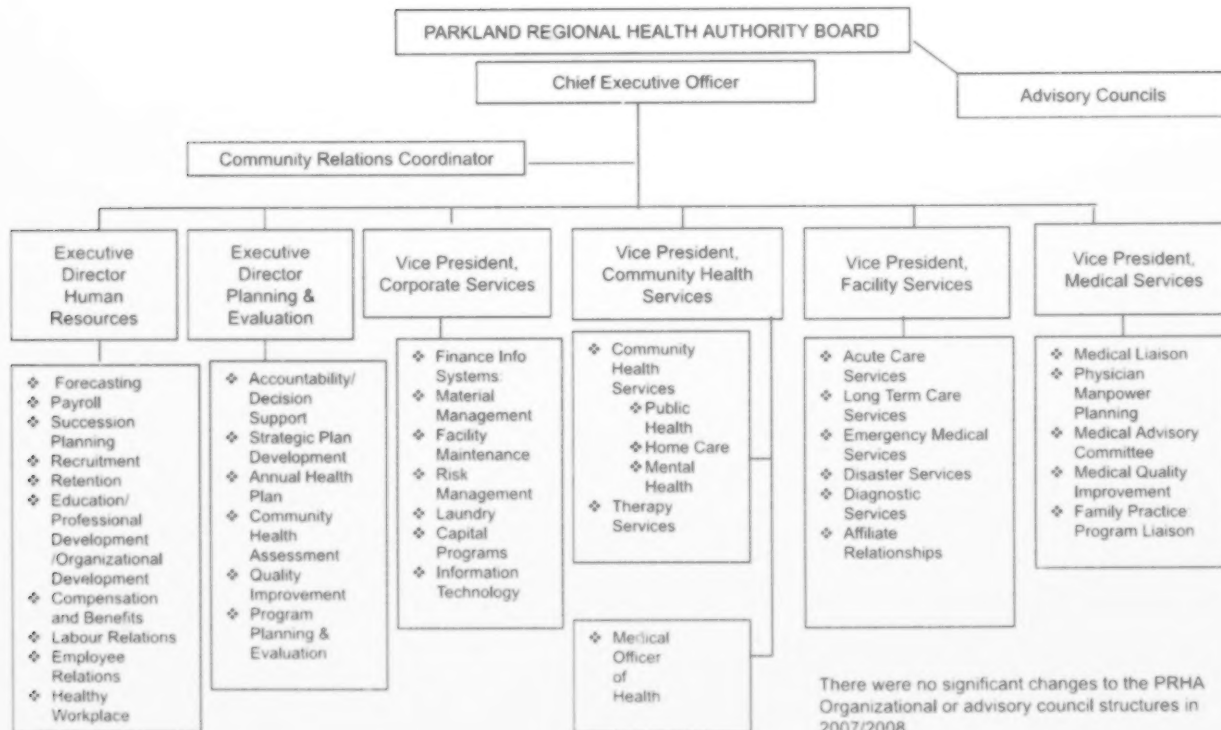 PARKLAND REGIONAL HEALTH AUTHORITY BOARD
Chief Executive Officer
Advisory Councils
Community Relations Coordinator
Executive
Director
Human
Resources
❖ Forecasting
❖ Payroll
❖ Succession
Planning
❖ Recruitment
❖ Retention
❖ Education/
Professional
Development
/Organizational
Development
❖ Compensation
and Benefits
❖ Labour Relations
❖ Employee
Relations
❖ Healthy
Workplace
Executive
Director
Planning &
Evaluation
❖ Accountability/
Decision
Support
❖ Strategic Plan
Development
❖ Annual Health
Plan
❖ Community
Health
Assessment
❖ Quality
Improvement
❖ Program
Planning &
Evaluation
Vice President,
Corporate Services
❖ Finance Info
Systems:
❖ Material
Management
❖ Facility
Maintenance
❖ Risk
Management
❖ Laundry
❖ Capital
Programs
❖ Information
Technology
Vice President,
Community Health
Services
❖ Community
Health
Services
❖ Public
Health
❖ Home Care
❖ Mental
Health
❖ Therapy
Services
❖ Medical
Officer
of
Health
Vice President,
Facility Services
❖ Acute Care
Services
❖ Long Term Care
Services
❖ Emergency Medical
Services
❖ Disaster Services
❖ Diagnostic
Services
❖ Affiliate
Relationships
Vice President,
Medical Services
❖ Medical Liaison
❖ Physician
Manpower
Planning
❖ Medical Advisory
Committee
❖ Medical Quality
Improvement
❖ Family Practice
Program Liaison
There were no significant changes to the PRHA
Organizational or advisory council structures in
2007/2008